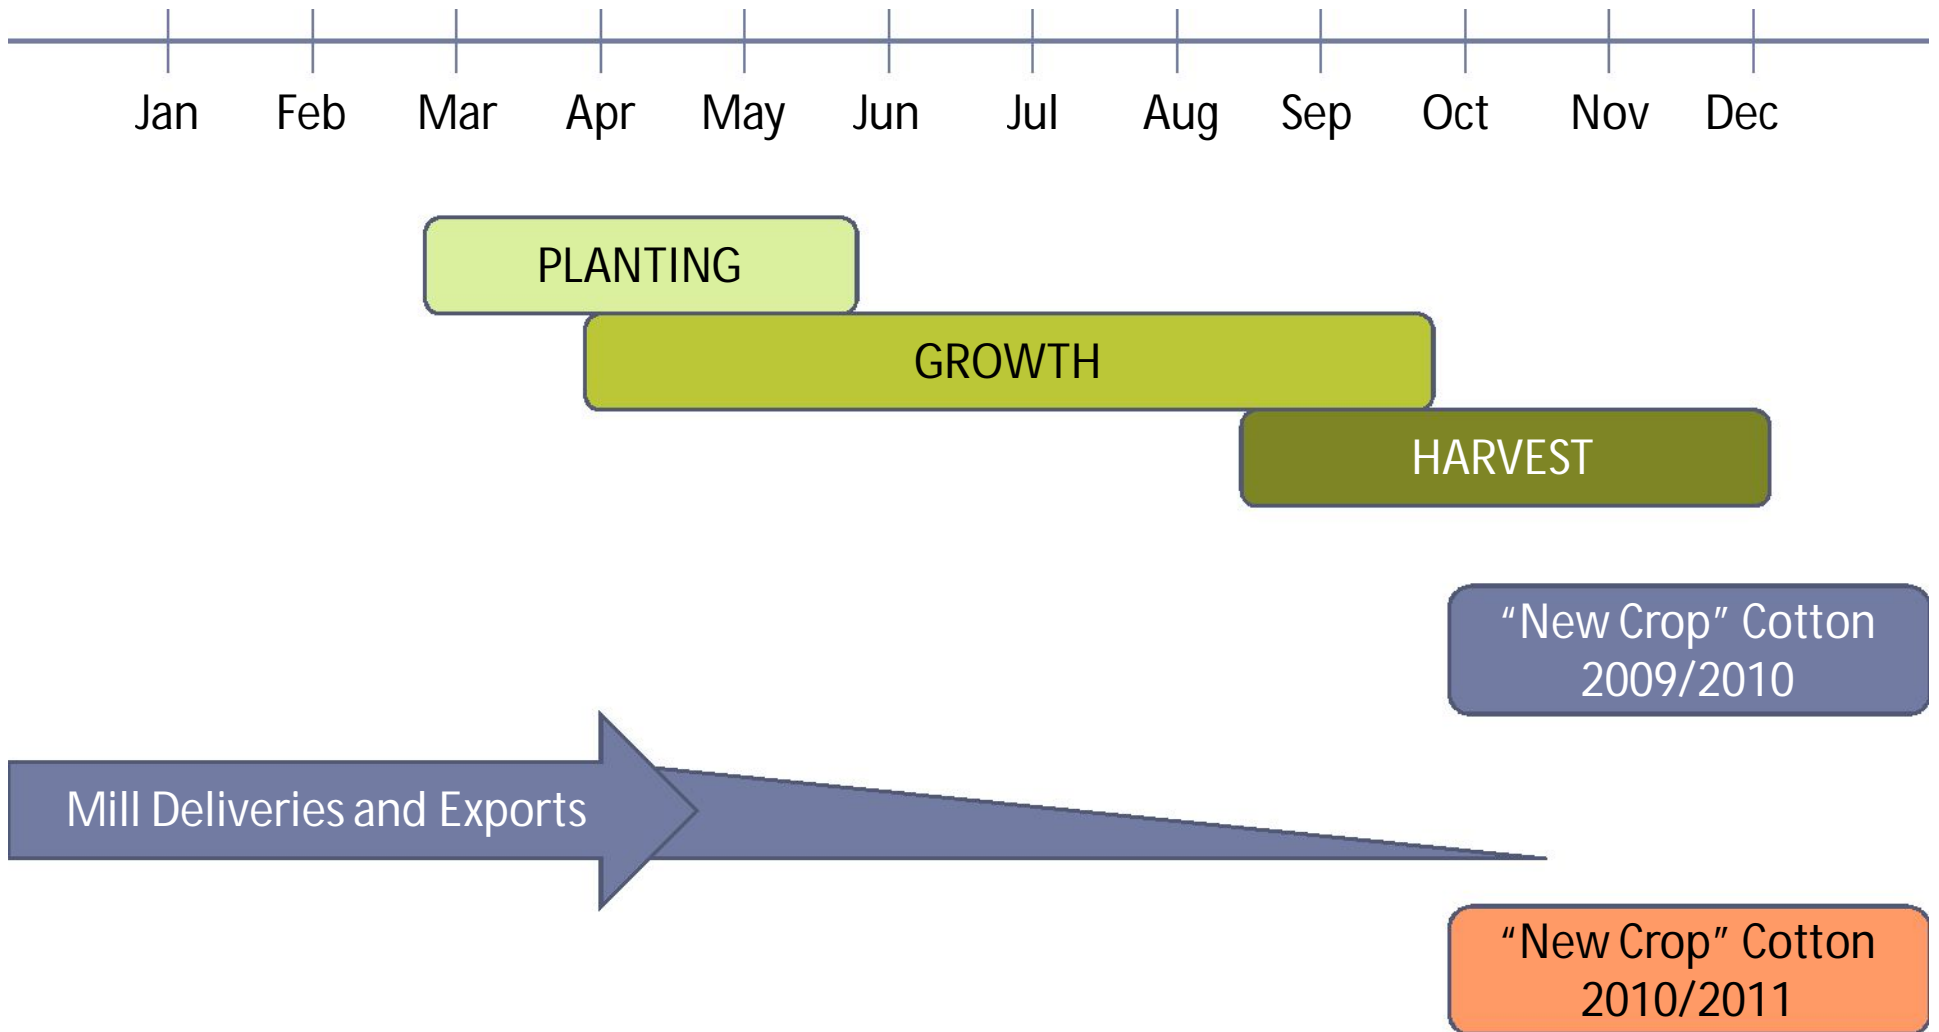 Jan Feb Mar Apr May Jun Jul Aug Sep Oct Nov Dec
PLANTING
GROWTH
HARVEST
“New Crop” Cotton
2009/2010
Mill Deliveries and Exports
“New Crop” Cotton
2010/2011